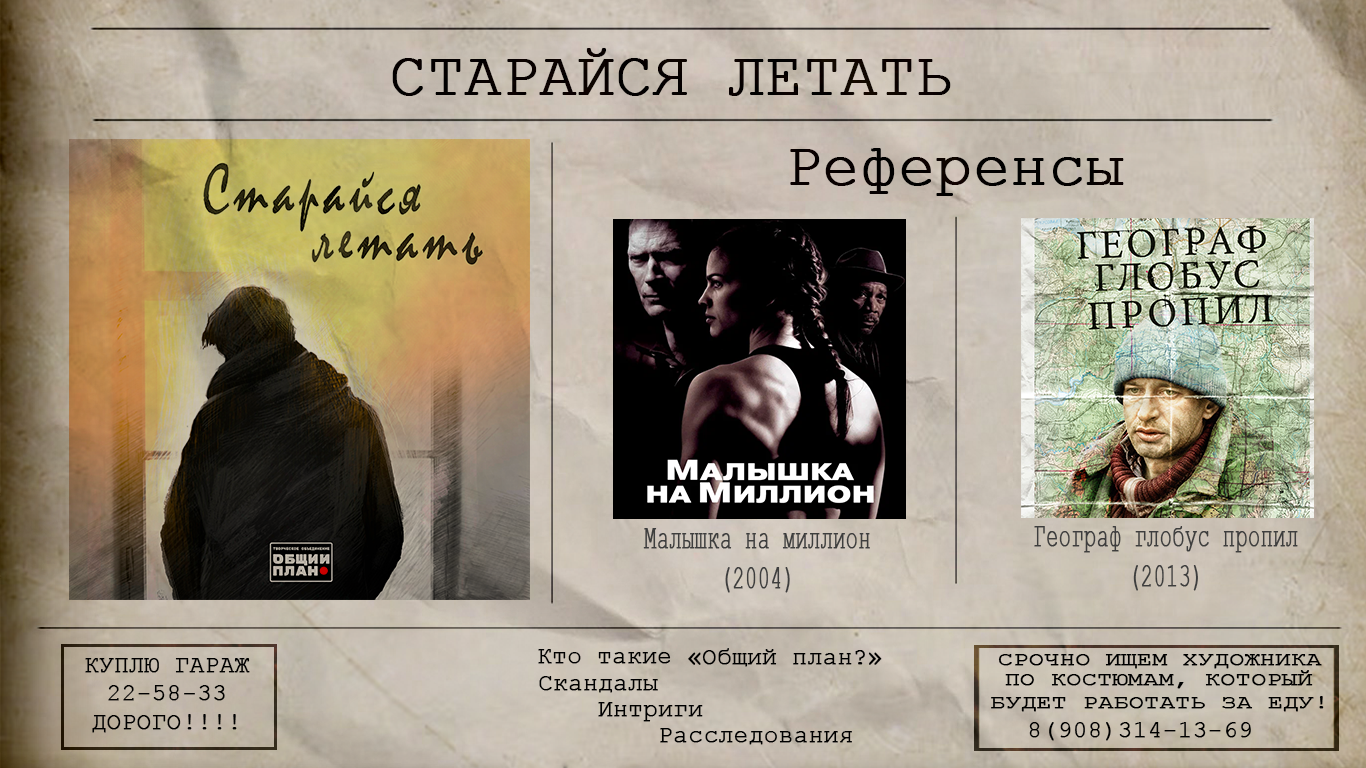 СТАРАЙСЯ ЛЕТАТЬ
Старайся
летать
ТВОРЧЕСКОЕ ОБЪЕДИНЕНИЕ
ОБЩИЙ
ПЛАН
Референсы
МАЛЫШКА
НА МИЛЛИОН
Малышка на миллион
(2004)
ГЕОГРАФ
ГЛОБУС
ПРОПИЛ
Географ глобус пропил
(2013)
КУПЛЮ ГАРАЖ
22-58-33
ДОРОГО!!!!
Кто такие «Общий план?»
Скандалы
Интриги
Расследования
СРОЧНО ИЩЕМ ХУДОЖНИКА
ПО КОСТЮМАМ, КОТОРЫЙ
БУДЕТ РАБОТАТЬ ЗА ЕДУ!
8(908)314-13-69